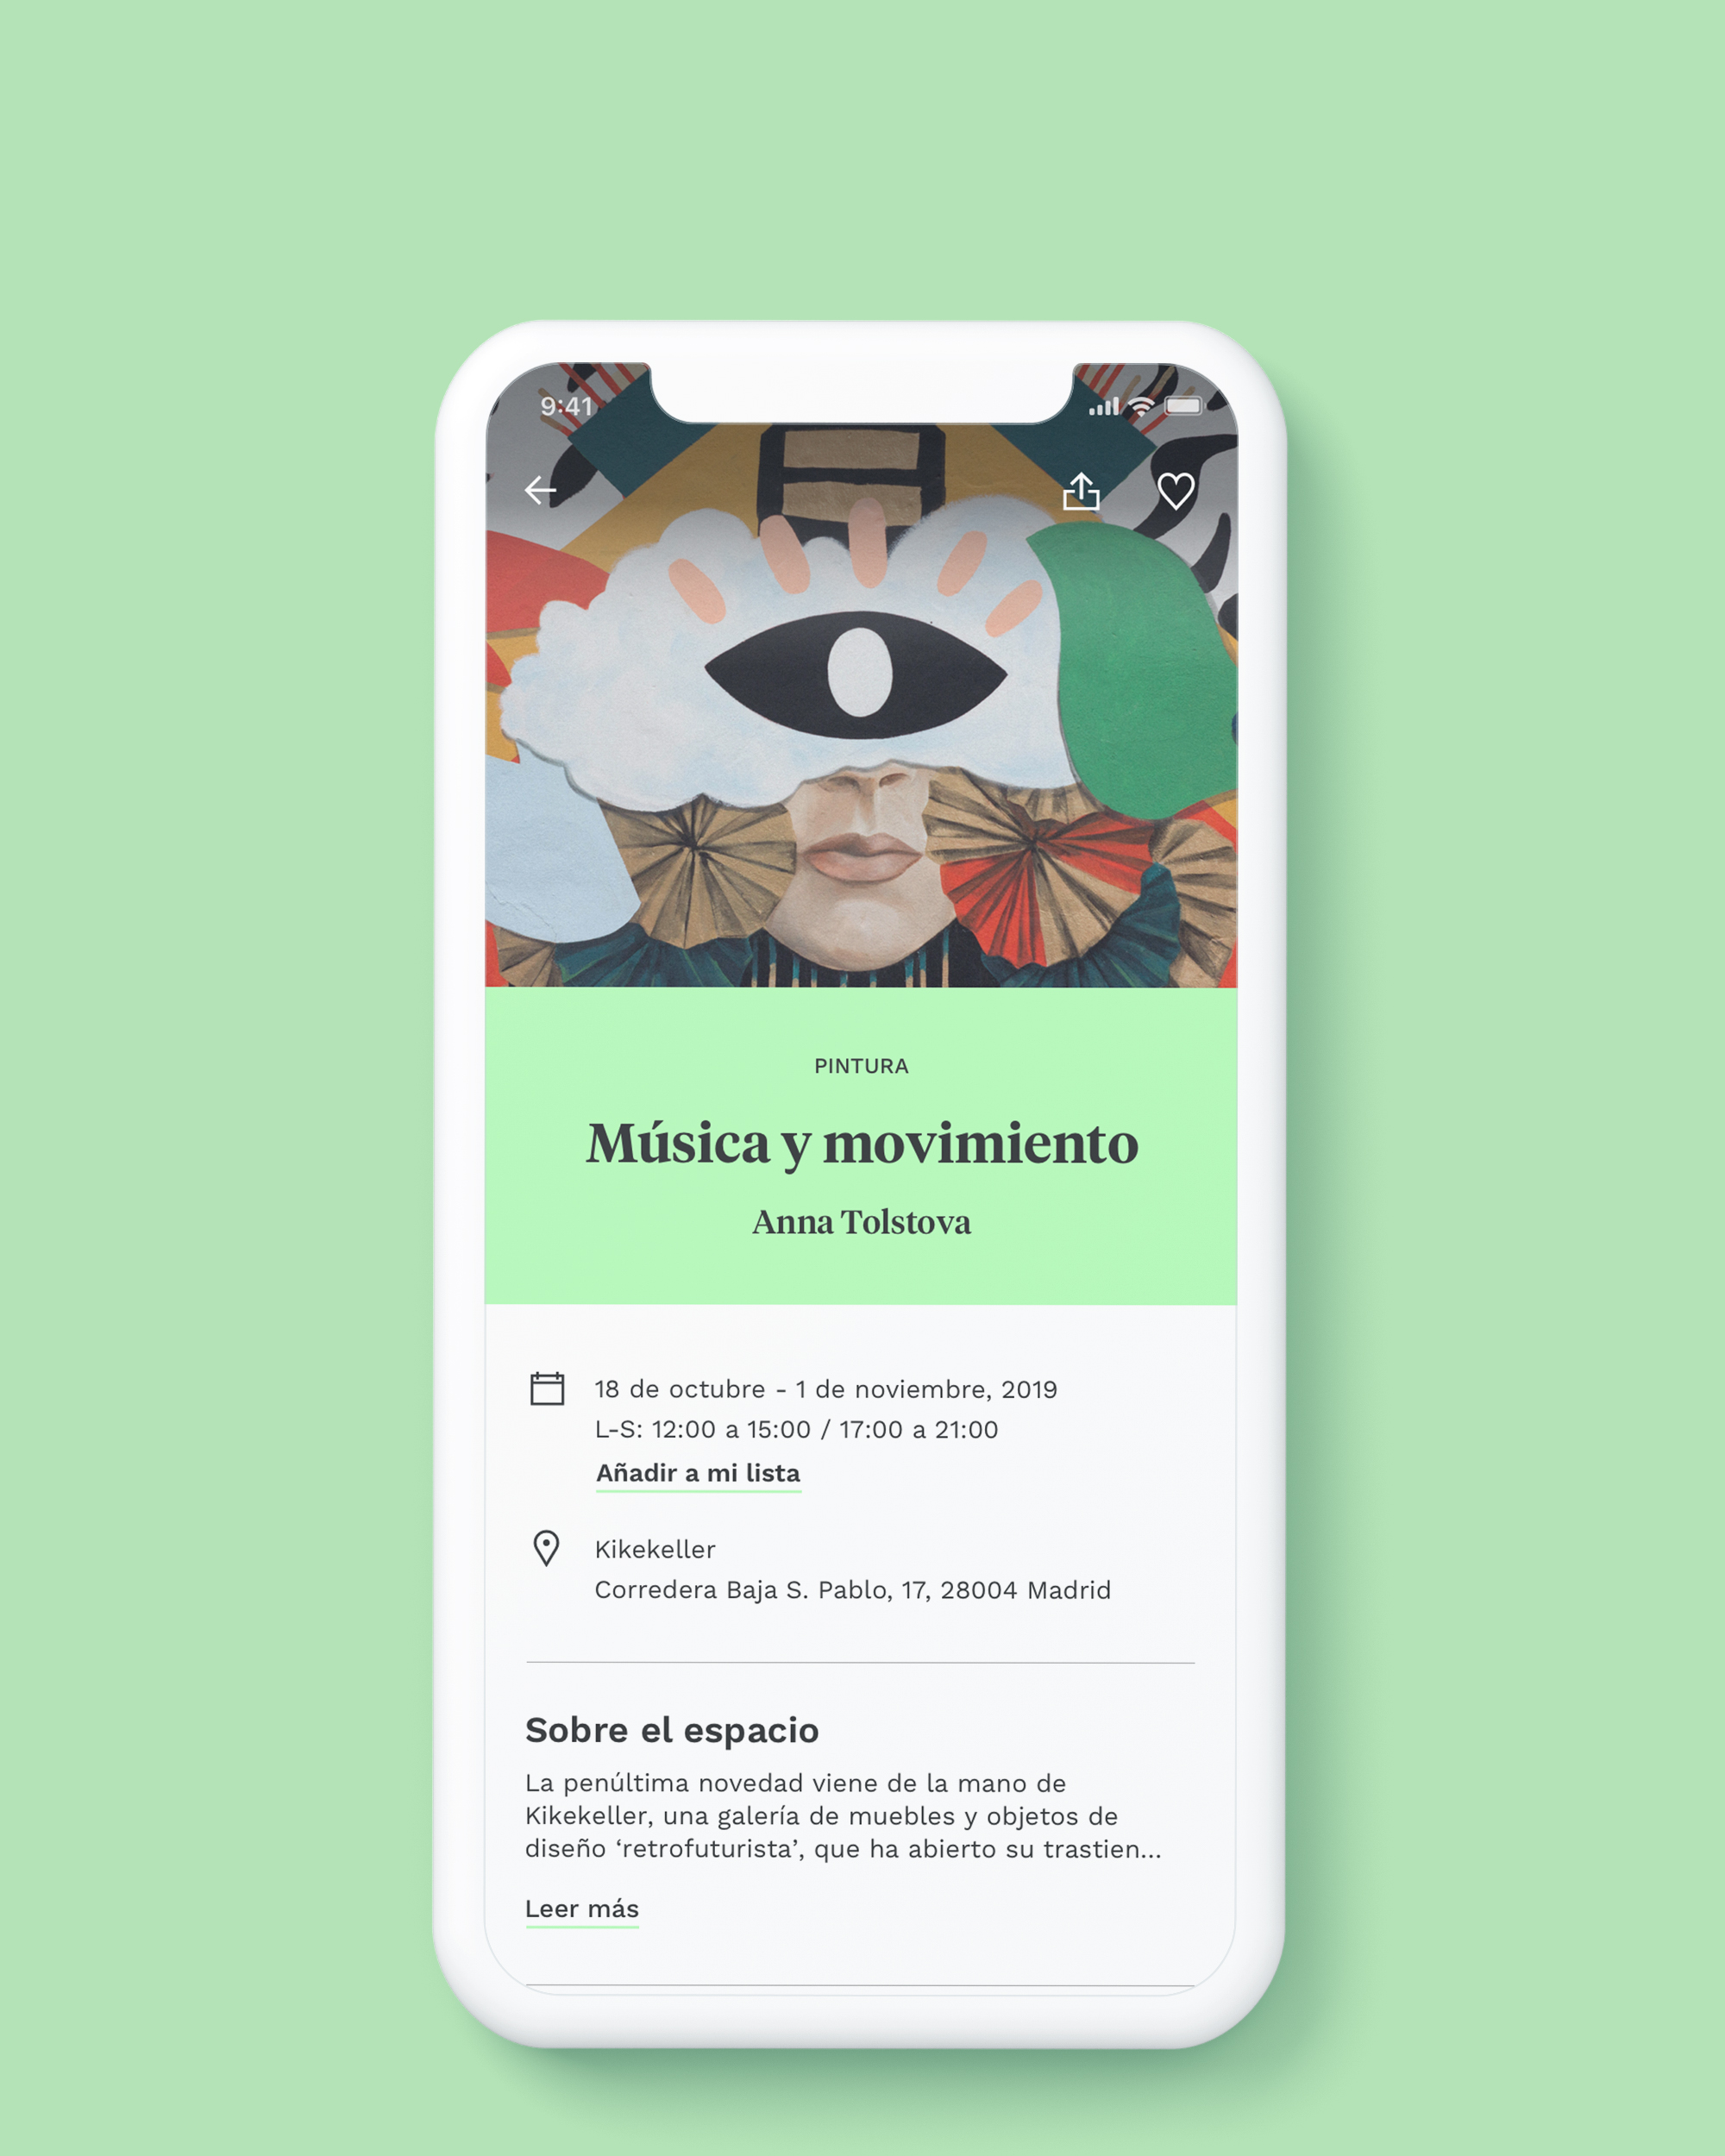 9:41
PINTURA
Música y movimiento
Anna Tolstova
18 de octubre - 1 de noviembre, 2019
L-S: 12:00 a 15:00 / 17:00 a 21:00
Añadir a mi lista
Kikekeller
Corredera Baja S. Pablo, 17, 28004 Madrid
Sobre el espacio
La penúltima novedad viene de la mano de
Kikekeller, una galería de muebles y objetos de
diseño ‘retrofuturista’, que ha abierto su trastien...
Leer más